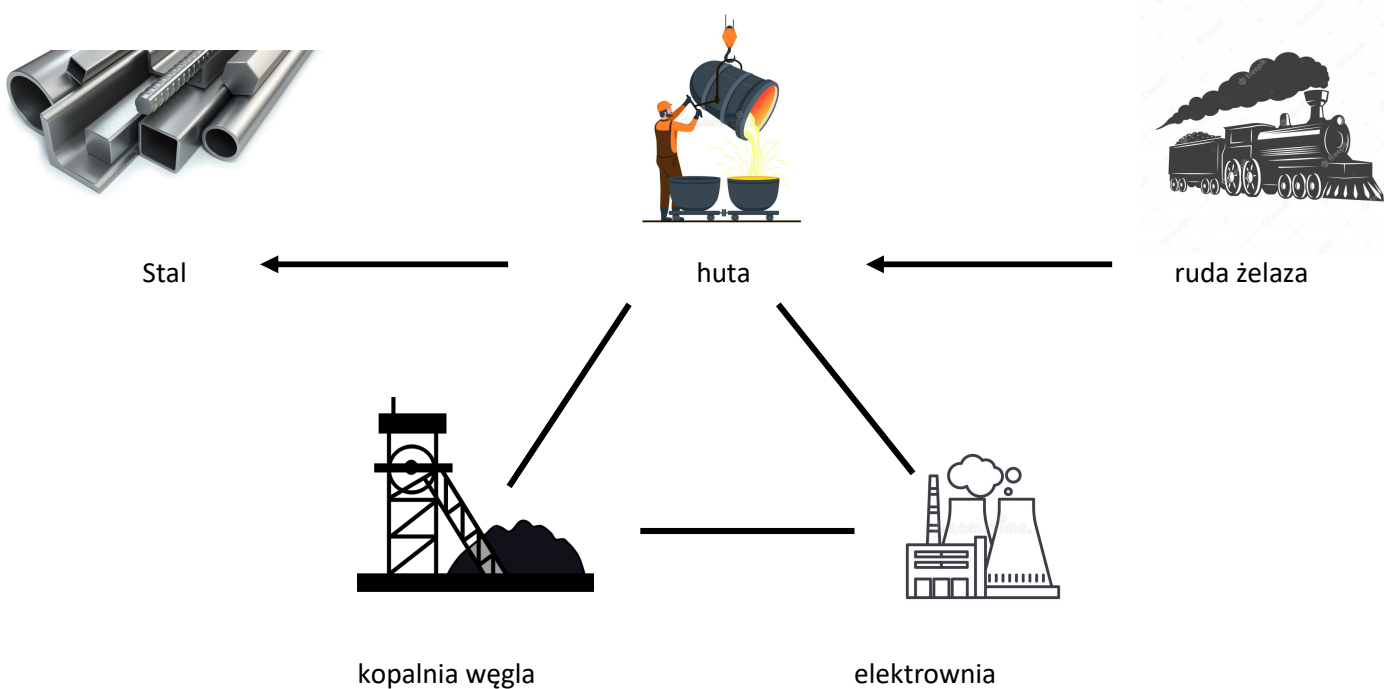 Stal
huta
ruda żelaza
kopalnia węgla
elektrownia